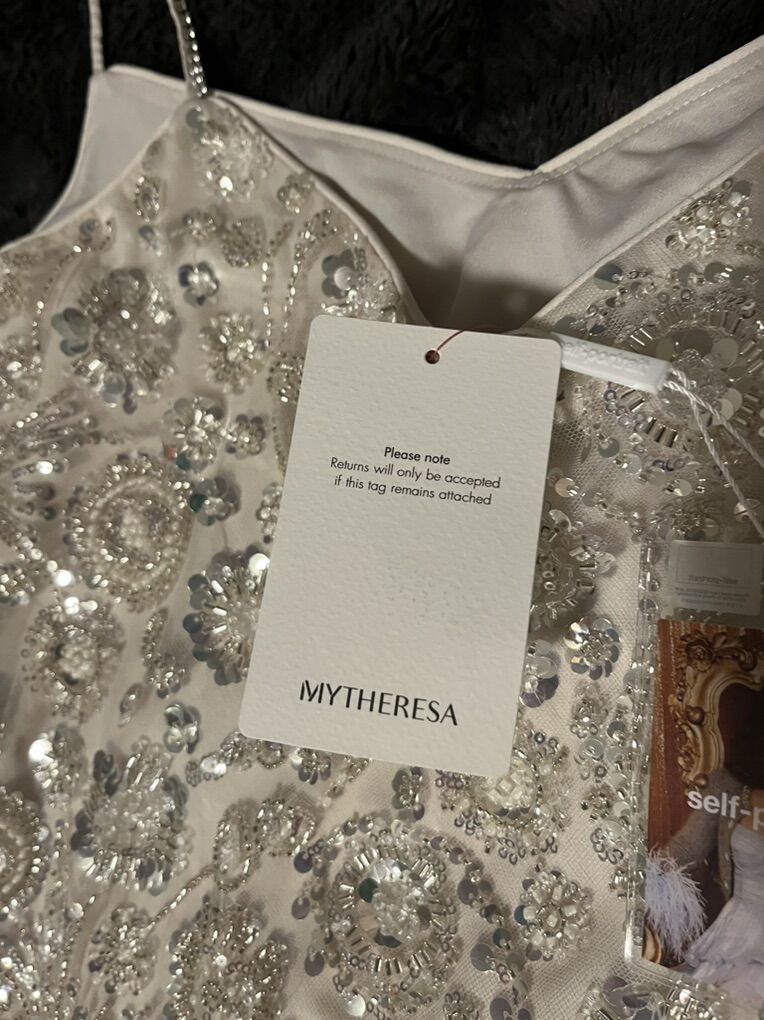 Please note
Returns will only be accepted
if this tag remains attached
MYTHERESA
self-p